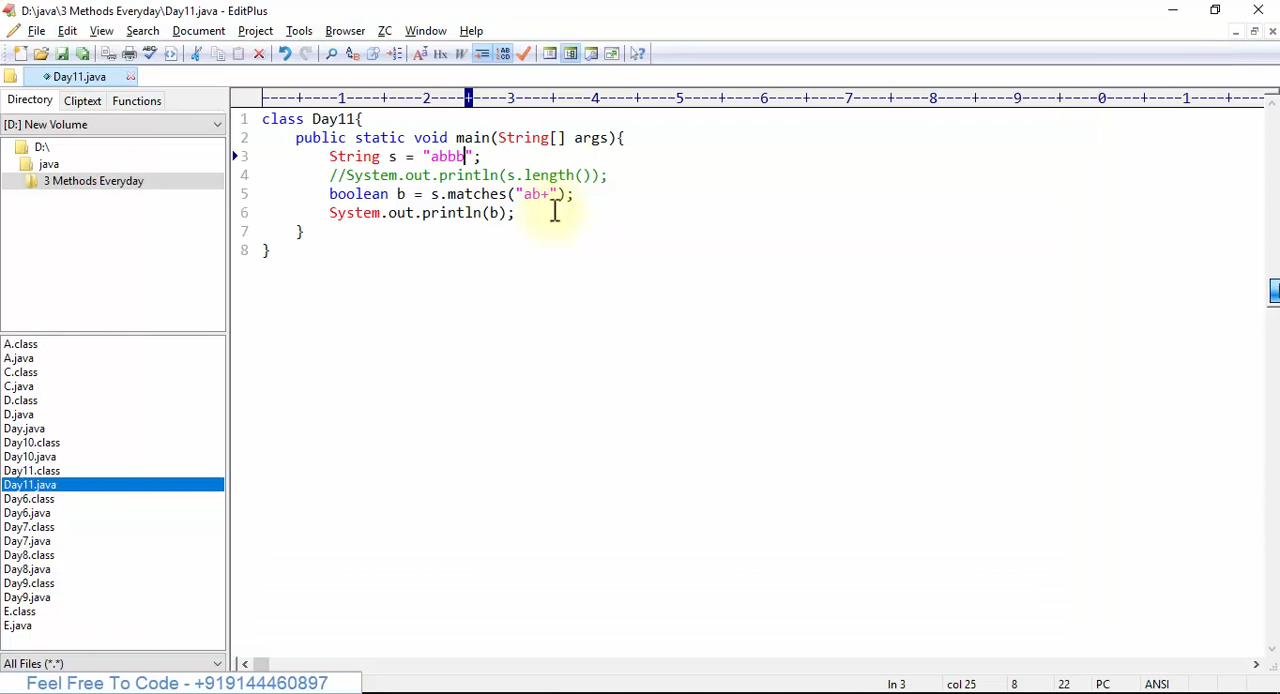 D:\java\3 Methods Everyday\Day11.java - EditPlus
File Edit View Search Document Project Tools Browser ZC Window Help
Day11.java
Directory Cliptext Functions
[D:] New Volume
D:\
java
3 Methods Everyday
A.class
A.java
C.class
C.java
D.class
D.java
Day.java
Day10.class
Day10.java
Day11.class
Day11.java
Day6.class
Day6.java
Day7.class
Day7.java
Day8.class
Day8.java
Day9.class
Day9.java
E.class
E.java
All Files (*.*)
----+----1----+----2----+----3----+----4----+----5----+----6----+----7----+----8----+----9----+----0----+----1----+--
1 class Day11{
2 public static void main(String[] args){
3 String s = "abbb";
4 //System.out.println(s.length());
5 boolean b = s.matches("ab+");
6 System.out.println(b);
7 }
8 }
Feel Free To Code - +919144460897
ln 3 col 25 8 22 PC ANSI